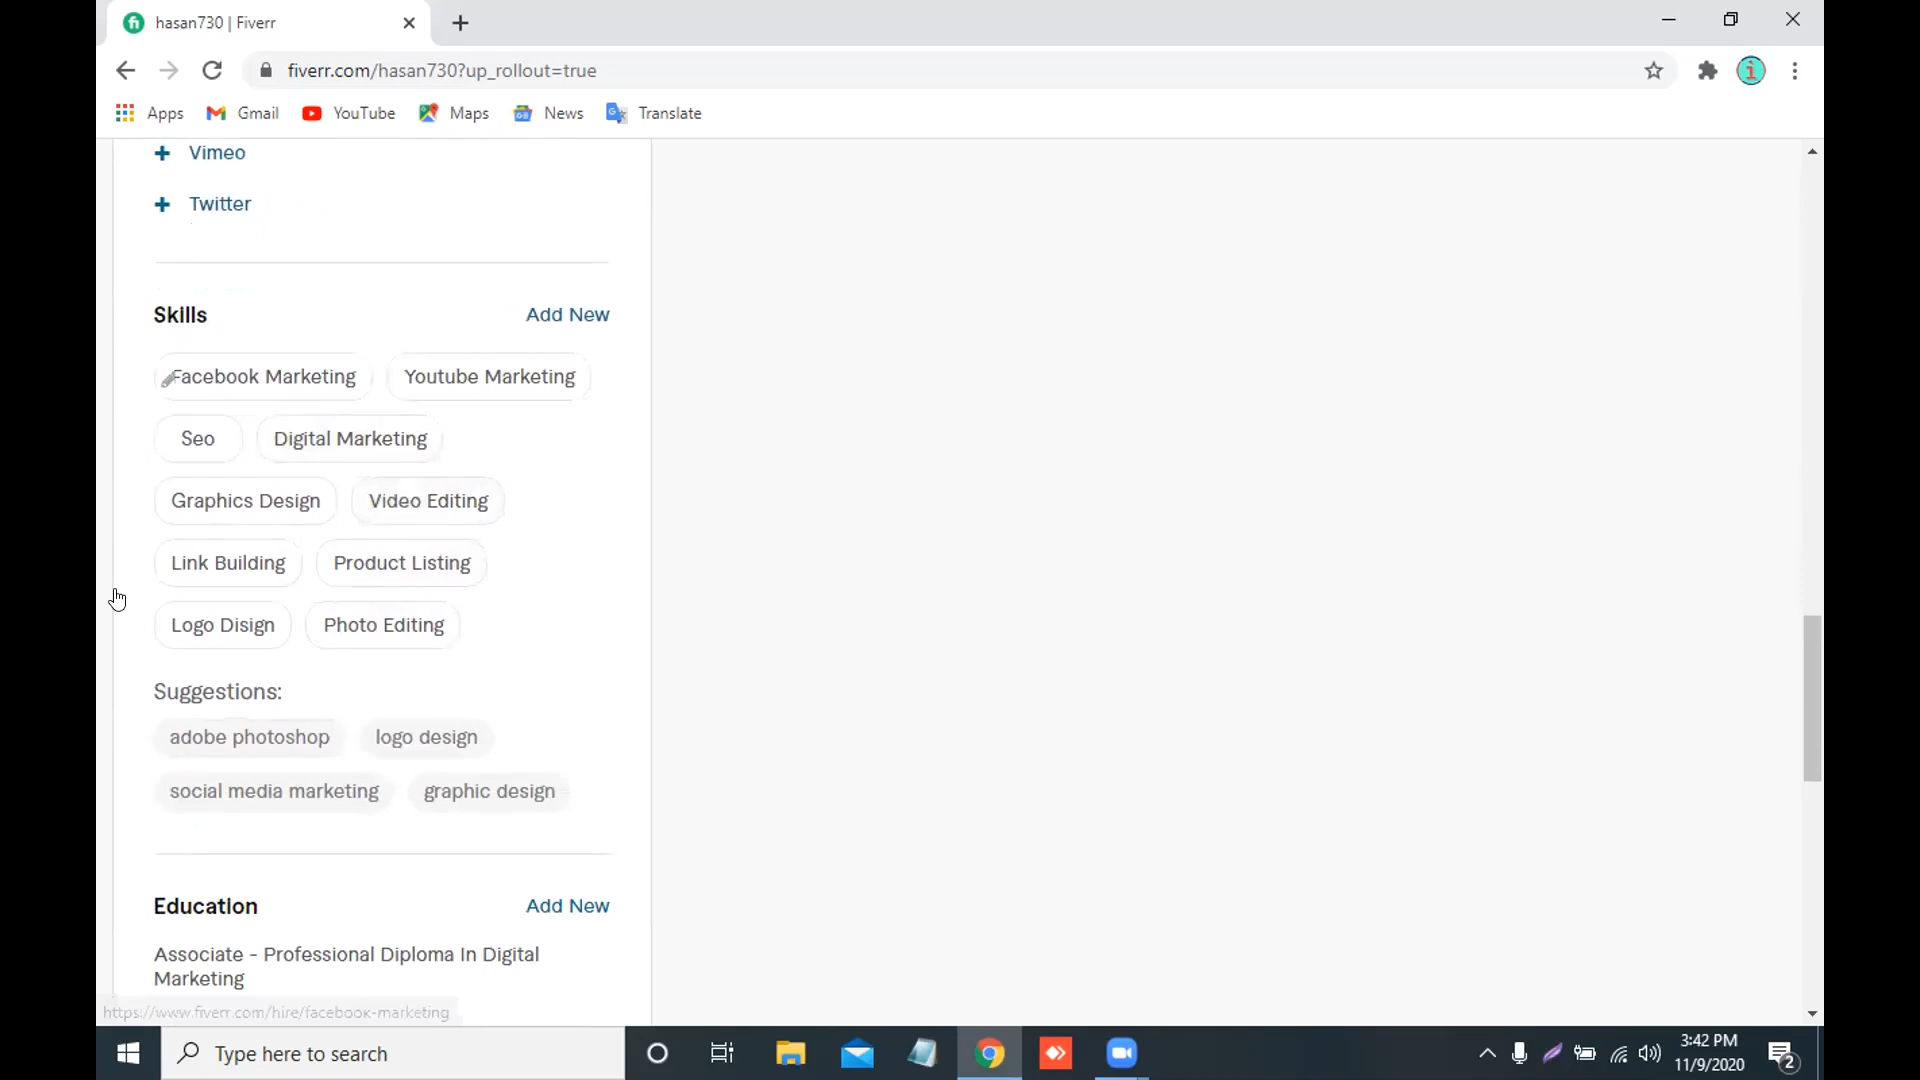 hasan730 | Fiverr
fiverr.com/hasan730?up_rollout=true
Apps Gmail YouTube Maps News Translate
Vimeo
Twitter
Skills Add New
Facebook Marketing Youtube Marketing
Seo Digital Marketing
Graphics Design Video Editing
Link Building Product Listing
Logo Disign Photo Editing
Suggestions:
adobe photoshop logo design
social media marketing graphic design
Education Add New
Associate - Professional Diploma In Digital
Marketing
https://www.fiverr.com/hire/facebook-marketing
Type here to search
3:42 PM
11/9/2020
2